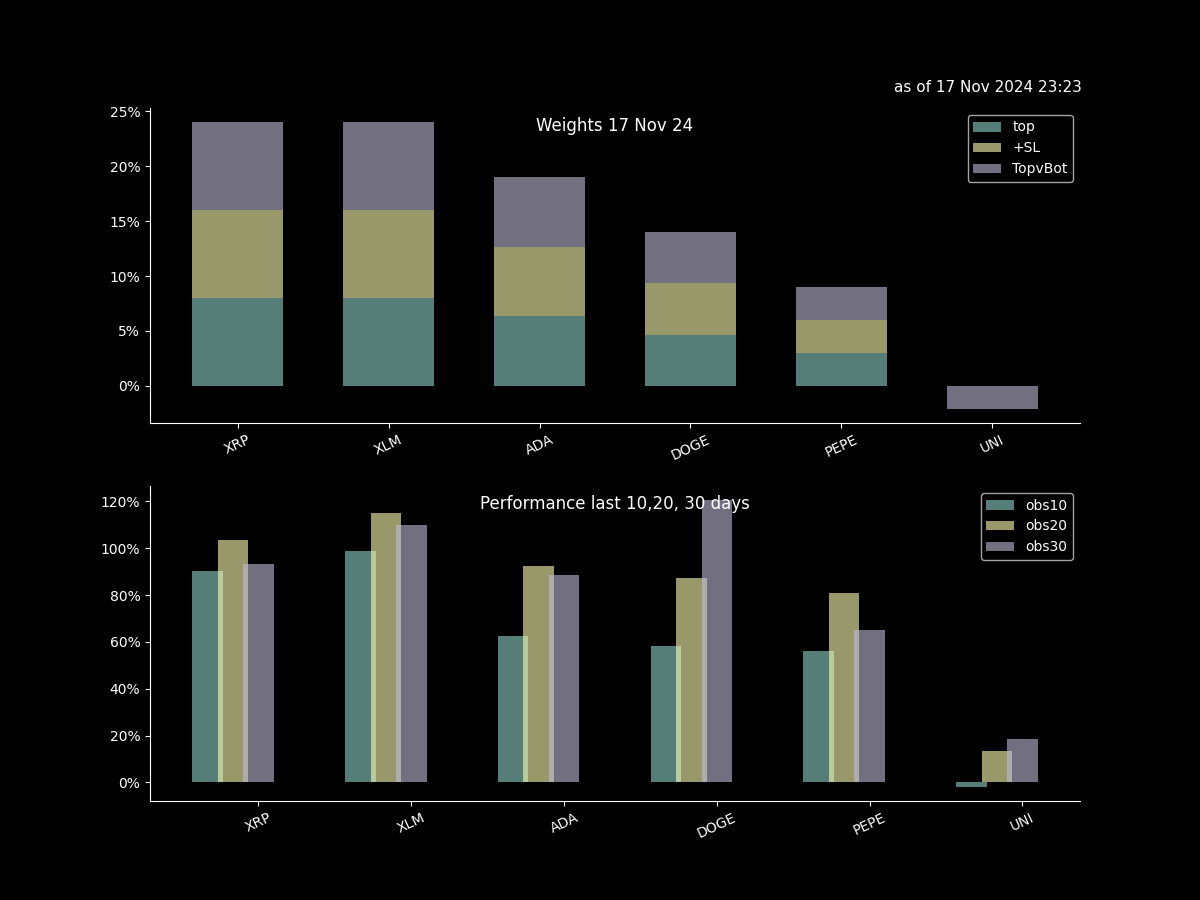 as of 17 Nov 2024 23:23
Weights 17 Nov 24
top
+SL
TopvBot
25%
20%
15%
10%
5%
0%
XRP
XLM
ADA
DOGE
PEPE
UNI
Performance last 10,20, 30 days
obs10
obs20
obs30
120%
100%
80%
60%
40%
20%
0%
XRP
XLM
ADA
DOGE
PEPE
UNI